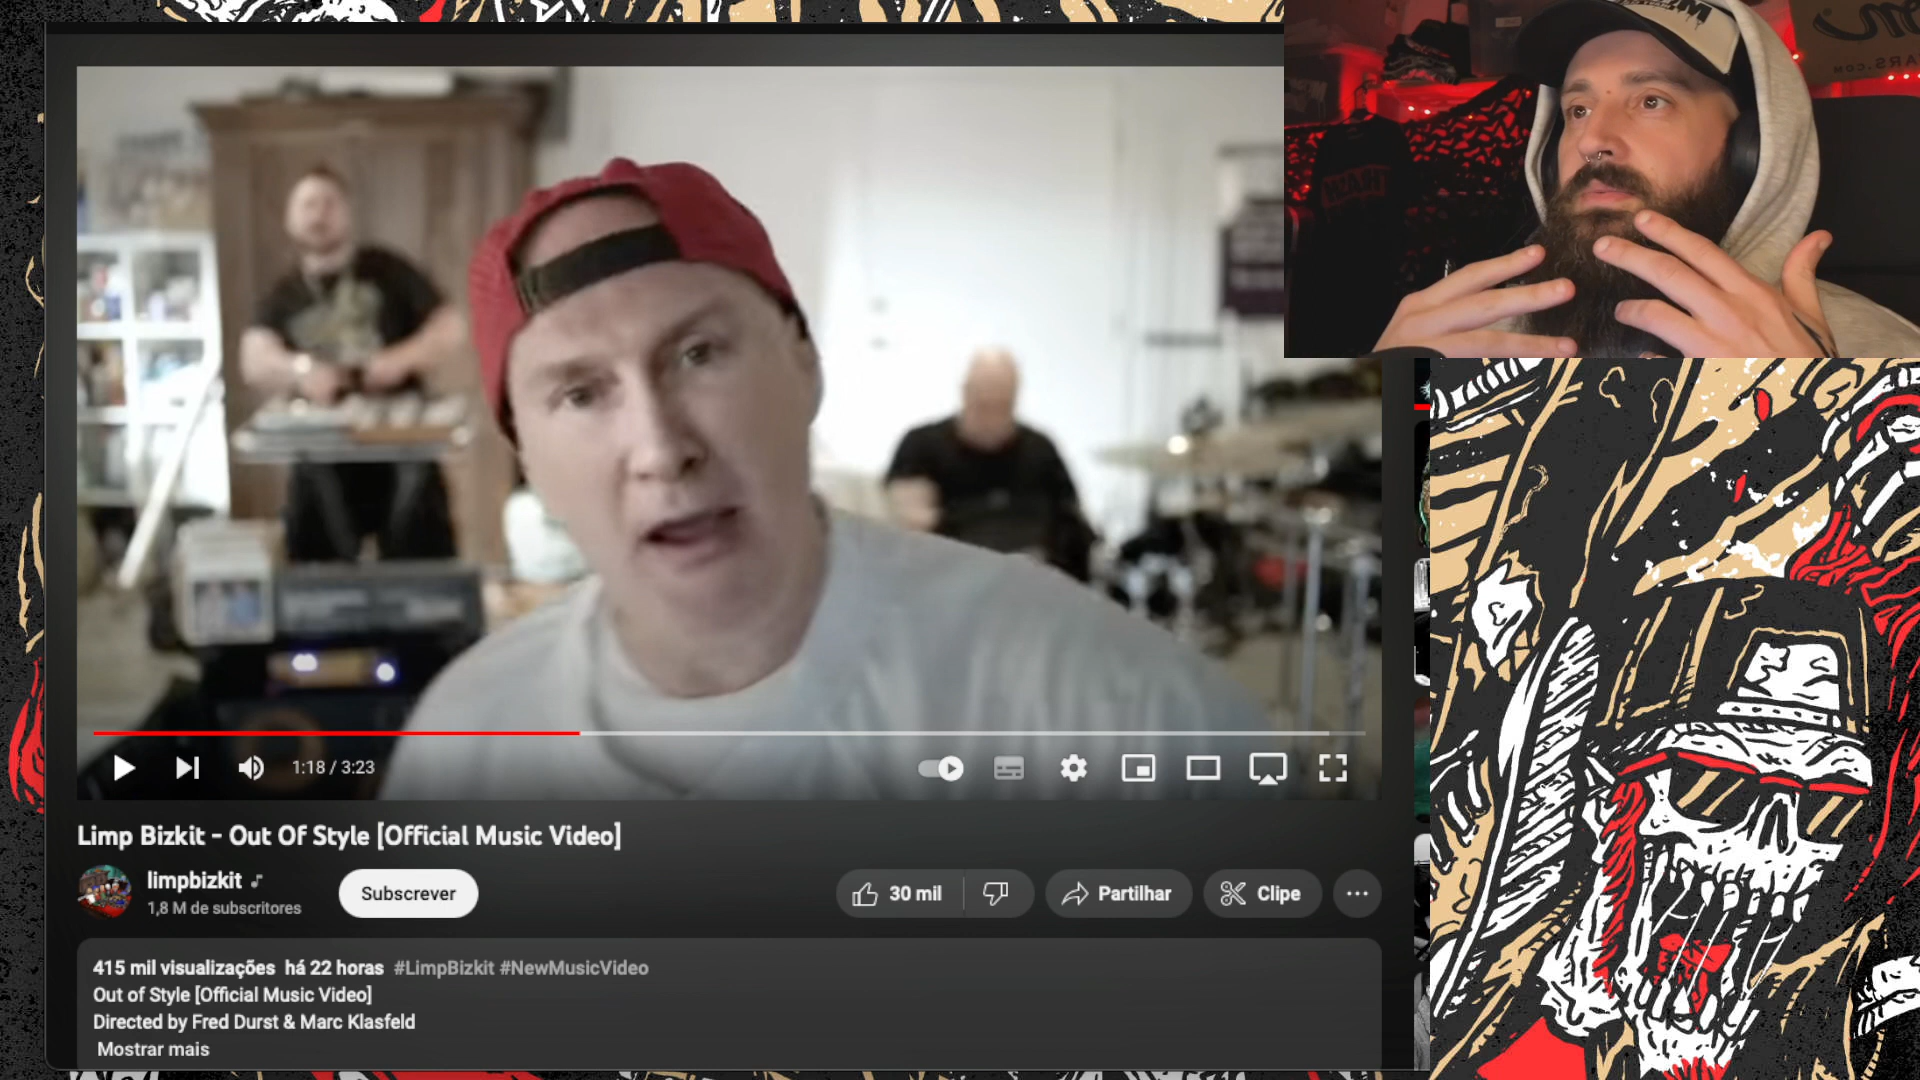 1:18 / 3:23
Limp Bizkit - Out Of Style [Official Music Video]
limpbizkit
1,8 M de subscritores
Subscrever
30 mil
Partilhar
Clipe
415 mil visualizações há 22 horas #LimpBizkit #NewMusicVideo
Out of Style [Official Music Video]
Directed by Fred Durst & Marc Klasfeld
Mostrar mais